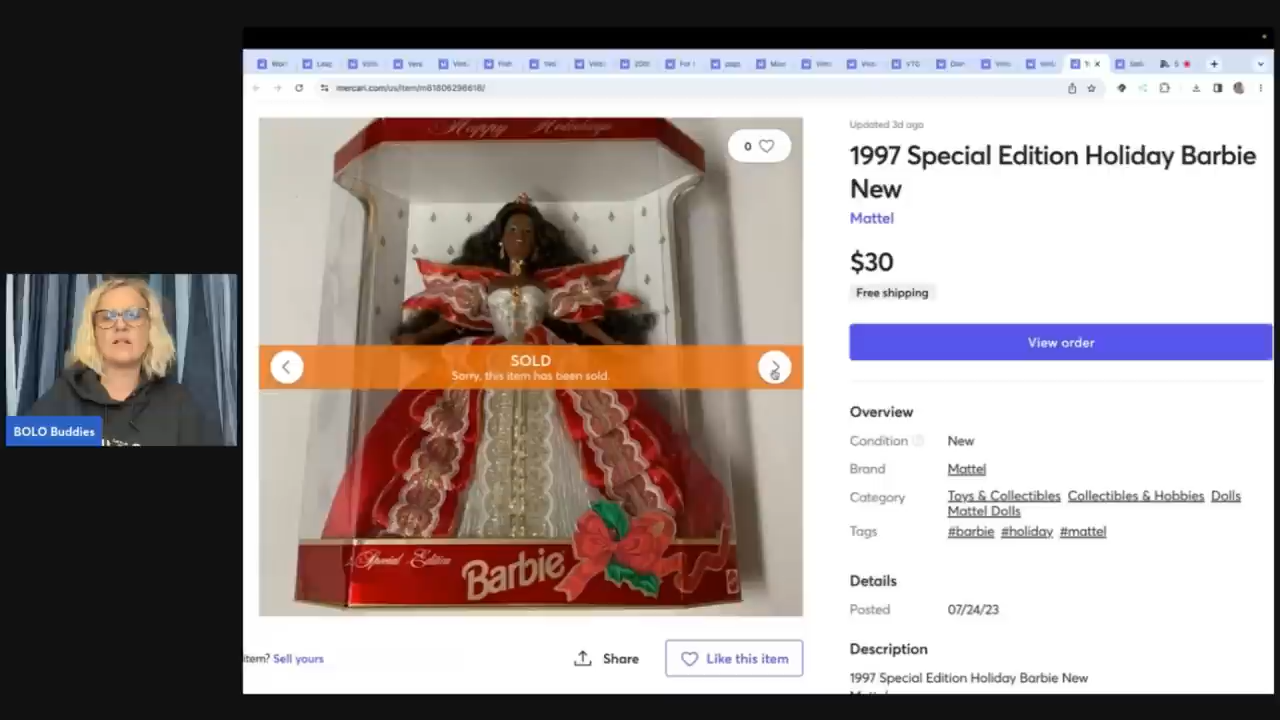 mercari.com/us/item/m81806296618/
Happy Holidays
0
Updated 3d ago
1997 Special Edition Holiday Barbie
New
Mattel
$30
Free shipping
View order
SOLD
Sorry, this item has been sold.
BOLO Buddies
Overview
Condition New
Brand Mattel
Category Toys & Collectibles Collectibles & Hobbies Dolls
Mattel Dolls
Tags #barbie #holiday #mattel
Special Edition
Barbie
Details
Posted 07/24/23
item? Sell yours
Share
Like this item
Description
1997 Special Edition Holiday Barbie New